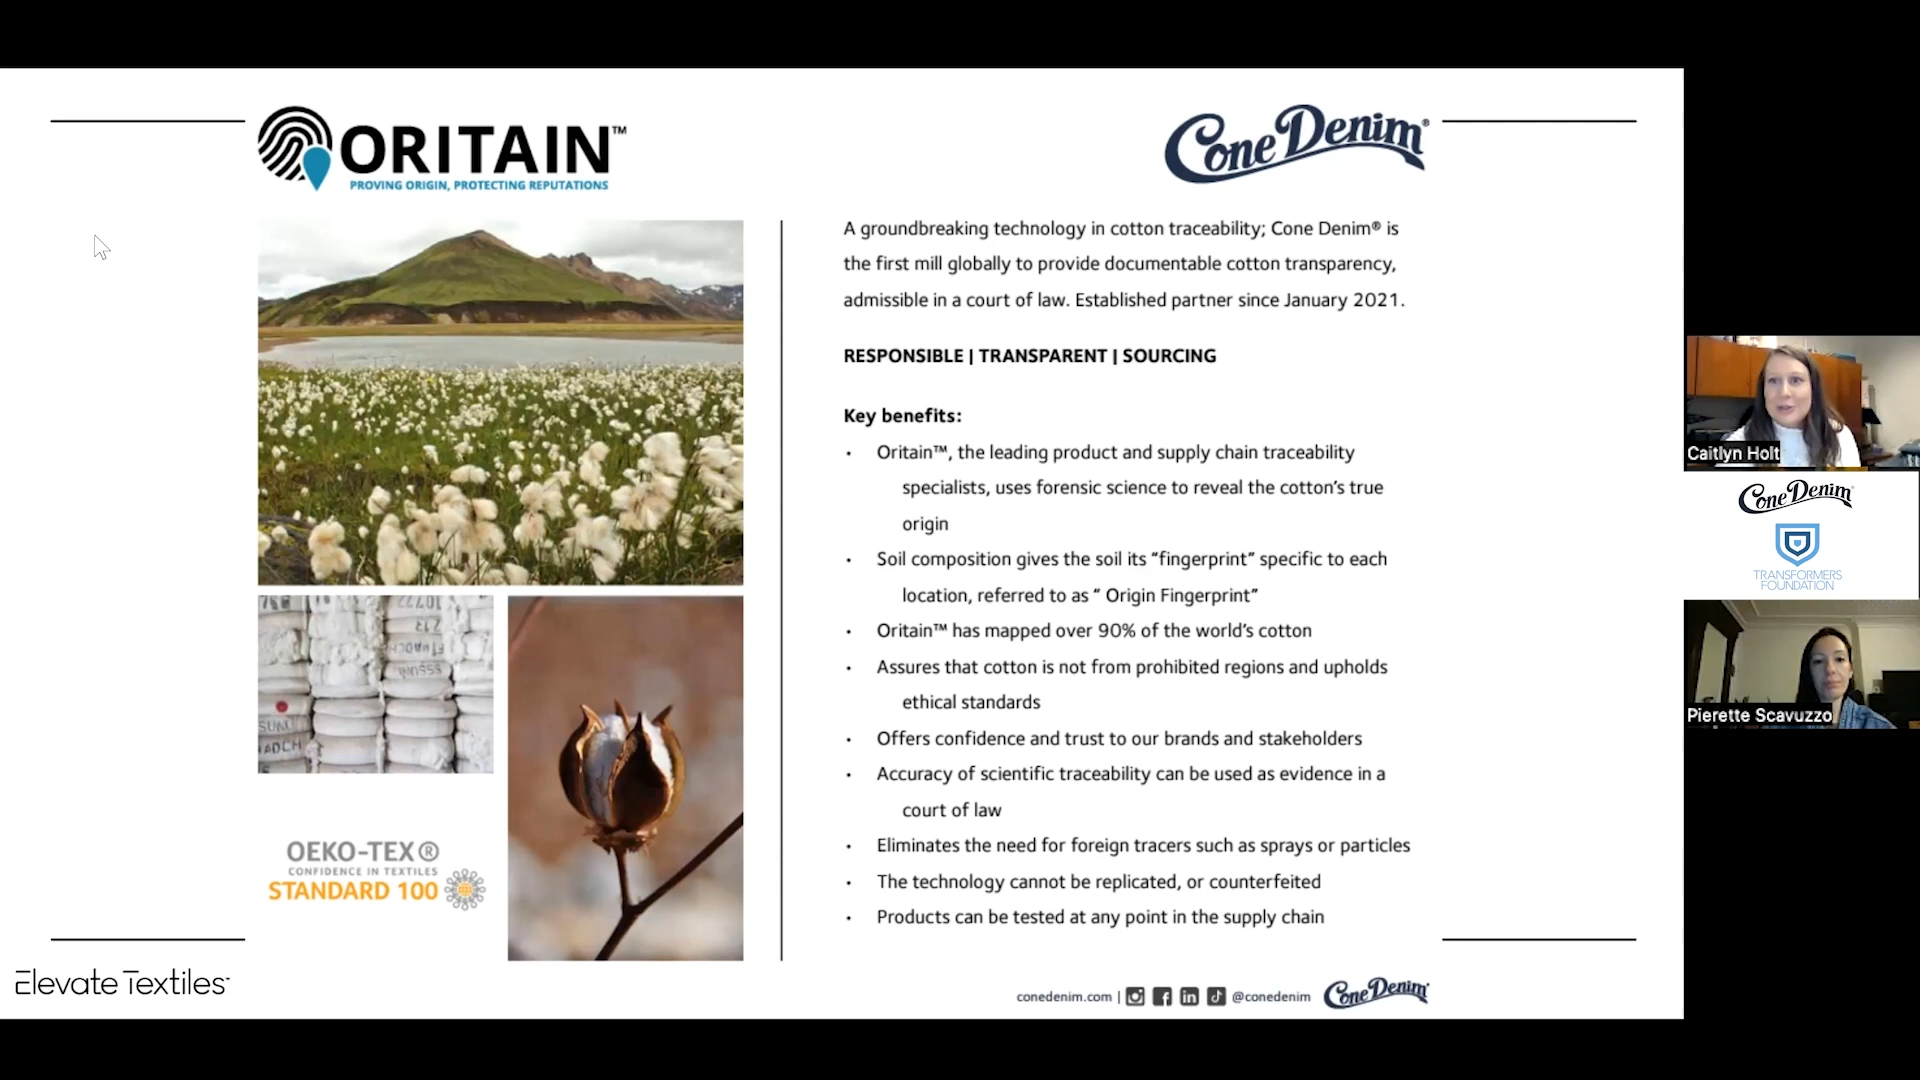 ORITAIN™
PROVING ORIGIN, PROTECTING REPUTATIONS
Cone Denim®
A groundbreaking technology in cotton traceability; Cone Denim® is
the first mill globally to provide documentable cotton transparency,
admissible in a court of law. Established partner since January 2021.
RESPONSIBLE | TRANSPARENT | SOURCING
Key benefits:
• Oritain™, the leading product and supply chain traceability
specialists, uses forensic science to reveal the cotton's true
origin
• Soil composition gives the soil its “fingerprint” specific to each
location, referred to as “ Origin Fingerprint”
• Oritain™ has mapped over 90% of the world's cotton
• Assures that cotton is not from prohibited regions and upholds
ethical standards
• Offers confidence and trust to our brands and stakeholders
• Accuracy of scientific traceability can be used as evidence in a
court of law
• Eliminates the need for foreign tracers such as sprays or particles
• The technology cannot be replicated, or counterfeited
• Products can be tested at any point in the supply chain
OEKO-TEX®
CONFIDENCE IN TEXTILES
STANDARD 100
Elevate Textiles
conedenim.com | @conedenim
Cone Denim
Caitlyn Holt
Cone Denim
TRANSFORMERS
FOUNDATION
Pierette Scavuzzo